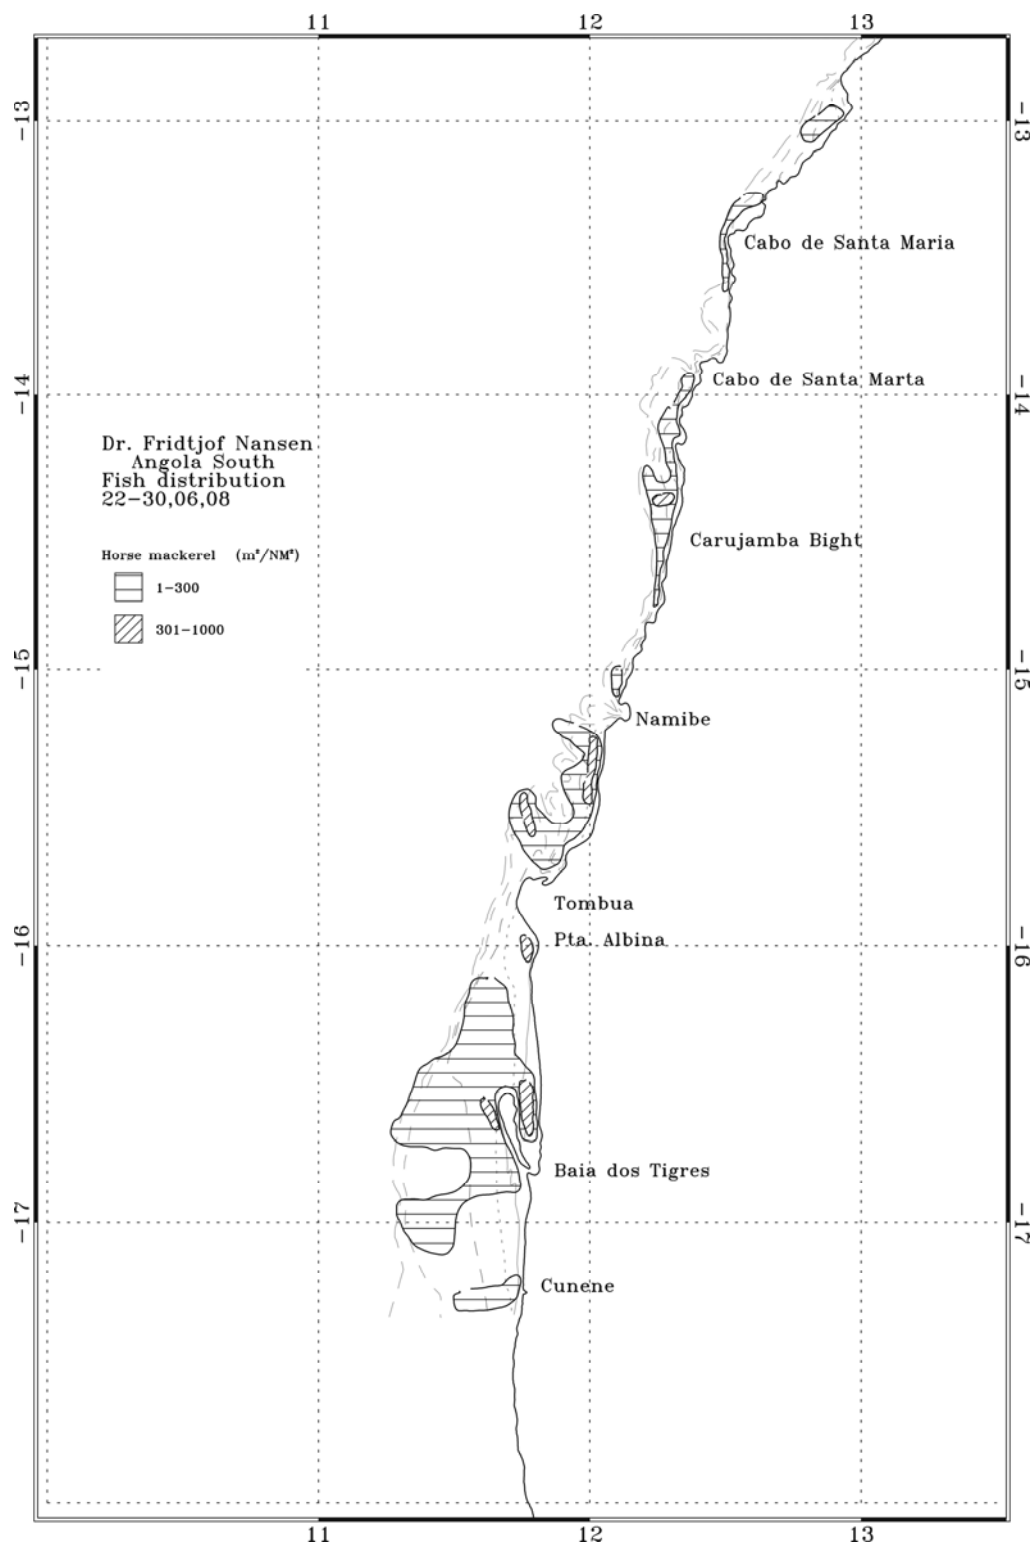 11 12 13
-13 -13
Cabo de Santa Maria
Cabo de Santa Marta
-14 -14
Dr. Fridtjof Nansen
Angola South
Fish distribution
22-30,06,08
Carujamba Bight
Horse mackerel (m²/NM²)
1-300
301-1000
-15 -15
Namibe
Tombua
Pta. Albina
-16 -16
Baia dos Tigres
-17 -17
Cunene
11 12 13